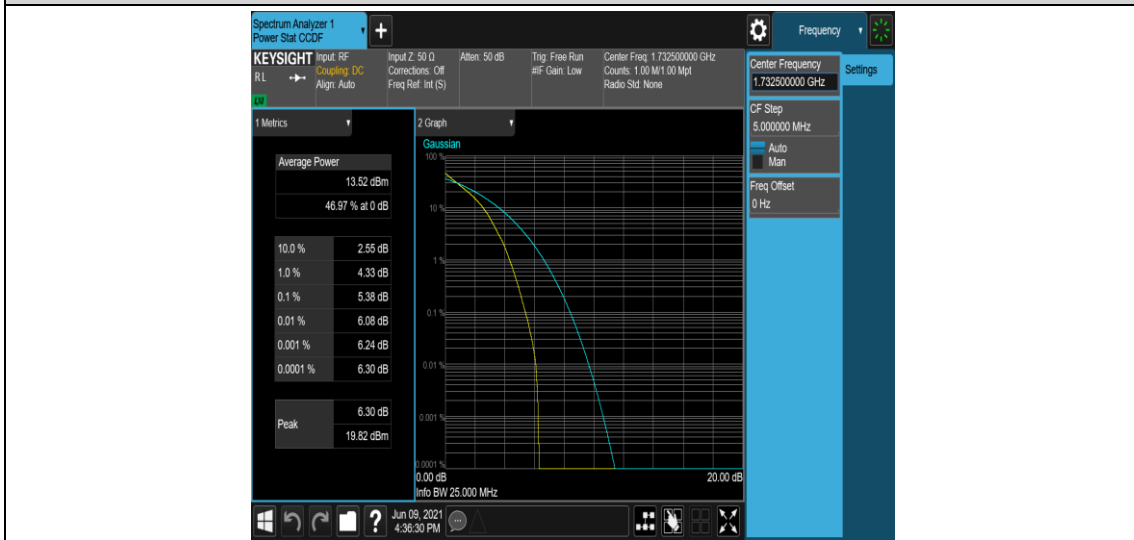 Spectrum Analyzer 1
Power Stat CCDF
+
Frequency
KEYSIGHT
RL
Input: RF
Coupling: DC
Align: Auto
Input Z: 50 Ω
Corrections: Off
Freq Ref: Int (S)
Atten: 50 dB
Trig: Free Run
#IF Gain: Low
Center Freq: 1.732500000 GHz
Counts: 1.00 M/1.00 Mpt
Radio Std: None
Center Frequency
1.732500000 GHz
Settings
CF Step
5.000000 MHz
Auto
Man
Freq Offset
0 Hz
1 Metrics
Average Power
13.52 dBm
46.97 % at 0 dB
10.0 % 2.55 dB
1.0 % 4.33 dB
0.1 % 5.38 dB
0.01 % 6.08 dB
0.001 % 6.24 dB
0.0001 % 6.30 dB
Peak
6.30 dB
19.82 dBm
2 Graph
Gaussian
100 %
10 %
1 %
0.1 %
0.01 %
0.001 %
0.0001 %
0.00 dB 20.00 dB
Info BW 25.000 MHz
?
Jun 09, 2021
4:36:30 PM